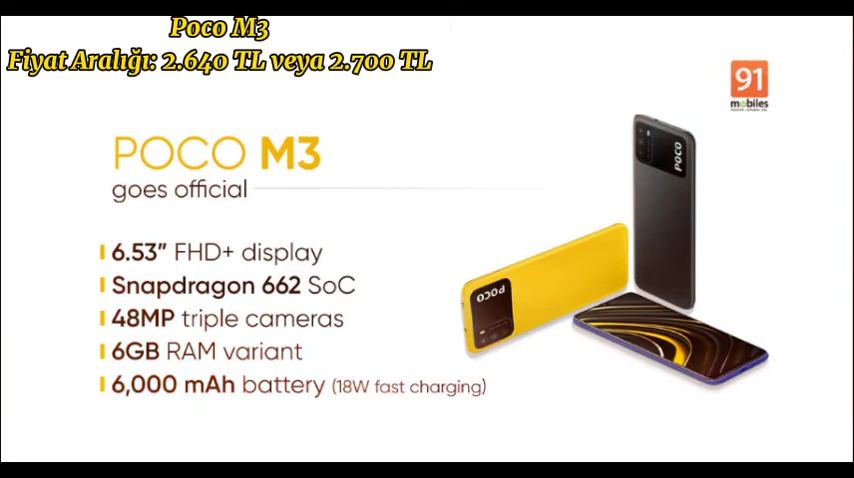 Poco M3
Fiyat Aralığı: 2.640 TL veya 2.700 TL
91
mobiles
POCO M3
goes official
6.53” FHD+ display
Snapdragon 662 SoC
48MP triple cameras
6GB RAM variant
6,000 mAh battery (18W fast charging)
POCO
POCO